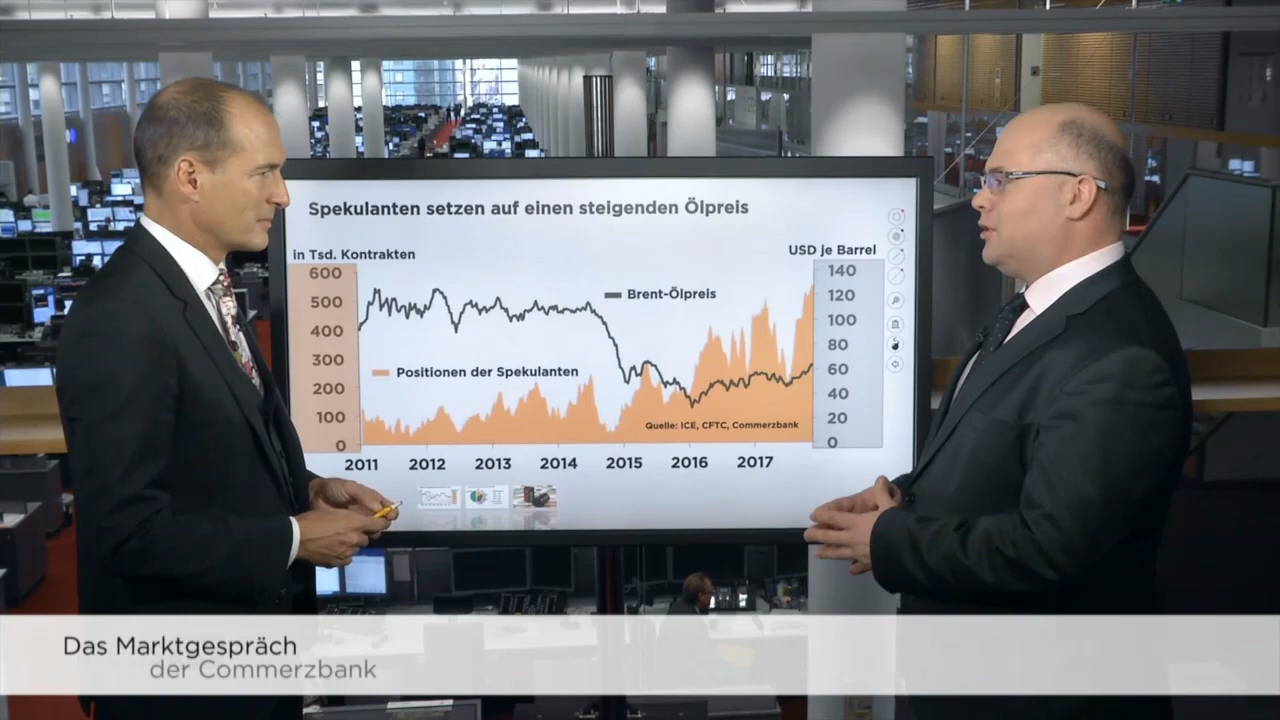 Spekulanten setzen auf einen steigenden Ölpreis
in Tsd. Kontrakten
USD je Barrel
600
500
400
300
200
100
0
140
120
100
80
60
40
20
0
Brent-Ölpreis
Positionen der Spekulanten
Quelle: ICE, CFTC, Commerzbank
2011 2012 2013 2014 2015 2016 2017
Das Marktgespräch
der Commerzbank